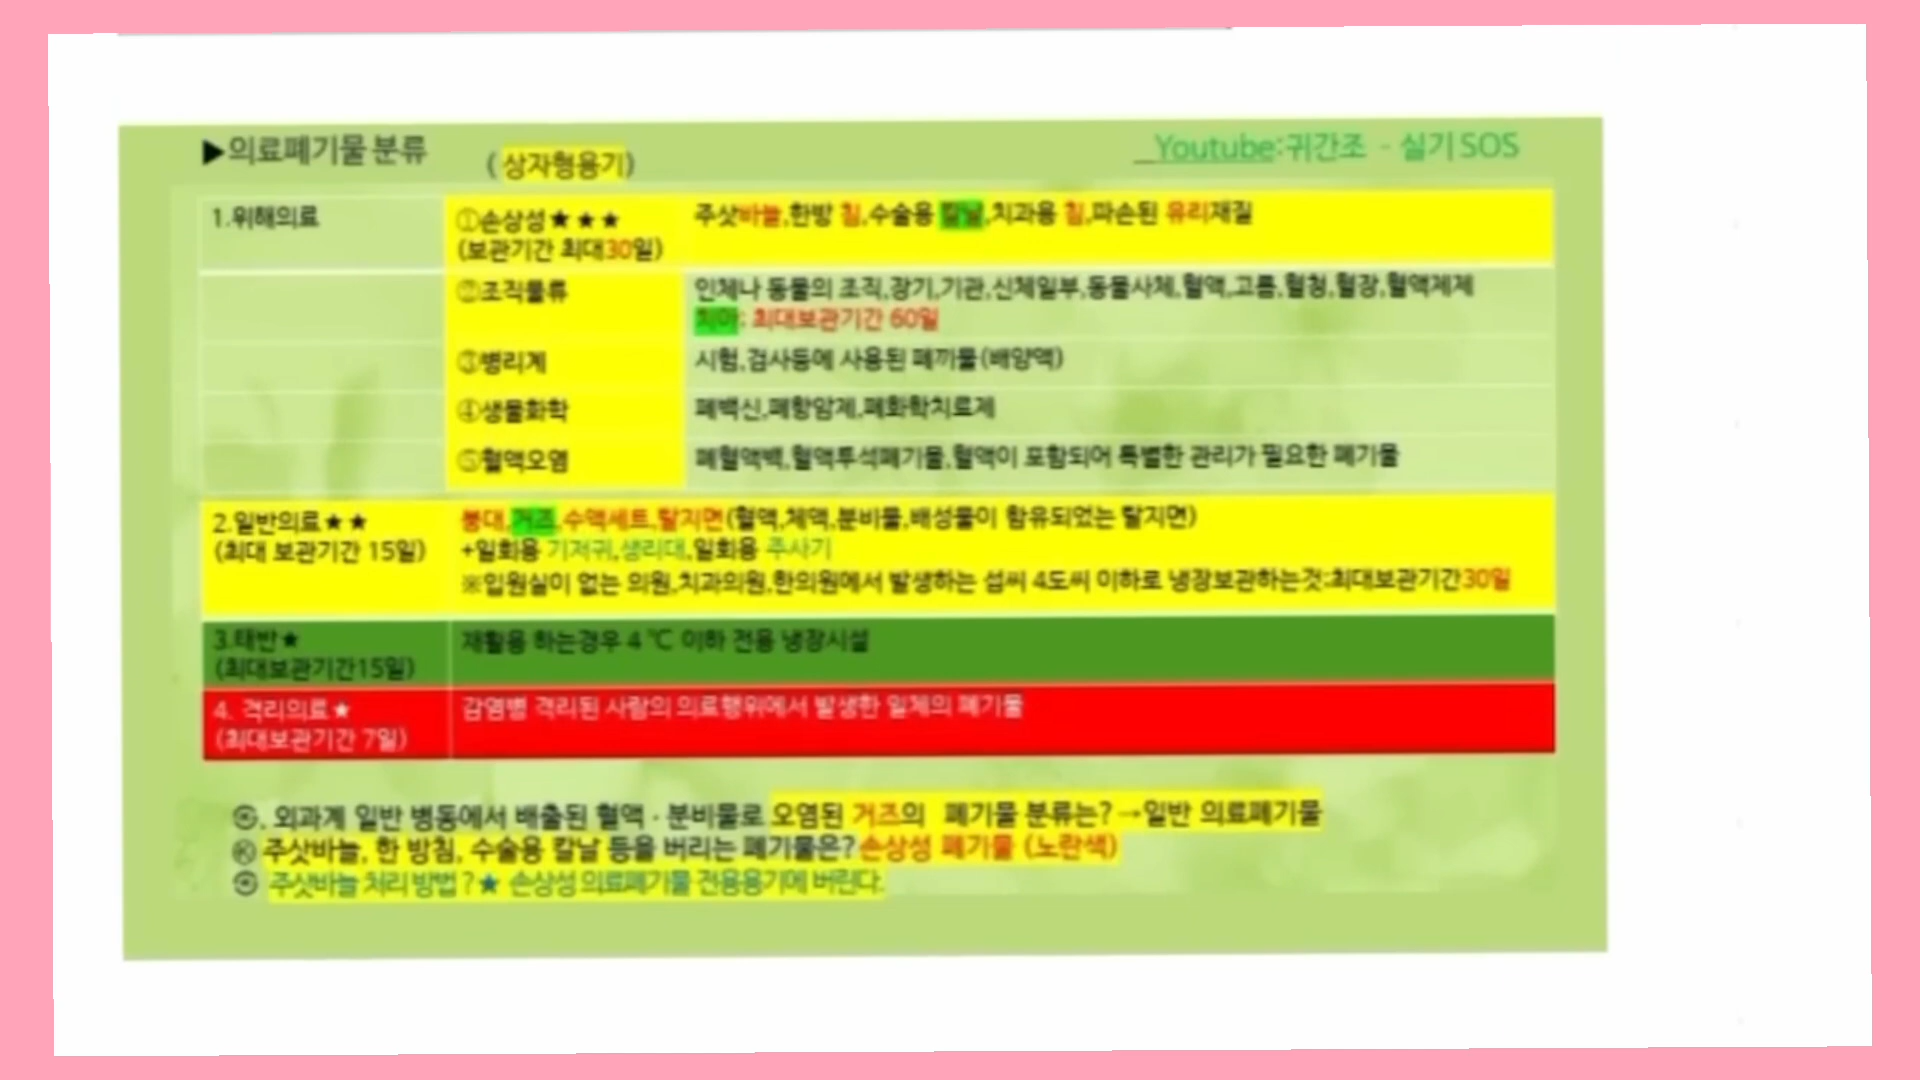 ▶의료폐기물 분류
(상자형용기)
Youtube:귀간조 - 실기 SOS
1.위해의료
①손상성★★★
(보관기간 최대30일)
주삿바늘,한방 침,수술용 칼날,치과용 침,파손된 유리재질
②조직물류
인체나 동물의 조직,장기,기관,신체일부,동물사체,혈액,고름,혈청,혈장,혈액제제
치아: 최대보관기간 60일
③병리계
시험,검사등에 사용된 폐끼물(배양액)
④생물화학
폐백신,폐항암제,폐화학치료제
⑤혈액오염
폐혈액백,혈액투석폐기물,혈액이 포함되어 특별한 관리가 필요한 폐기물
2.일반의료★★
(최대 보관기간 15일)
붕대,거즈,수액세트,탈지면(혈액,체액,분비물,배성물이 함유되었는 탈지면)
+일회용 기저귀,생리대,일회용 주사기
※입원실이 없는 의원,치과의원,한의원에서 발생하는 섭씨 4도씨 이하로 냉장보관하는것:최대보관기간30일
3.태반★
(최대보관기간15일)
재활용 하는경우 4 ℃ 이하 전용 냉장시설
4. 격리의료★
(최대보관기간 7일)
감염병 격리된 사람의 의료행위에서 발생한 일체의 폐기물
외과계 일반 병동에서 배출된 혈액 · 분비물로 오염된 거즈의 폐기물 분류는? →일반 의료폐기물
주삿바늘, 한 방침, 수술용 칼날 등을 버리는 폐기물은? 손상성 폐기물 (노란색)
주삿바늘 처리 방법 ? ★ 손상성 의료폐기물 전용용기에 버린다.